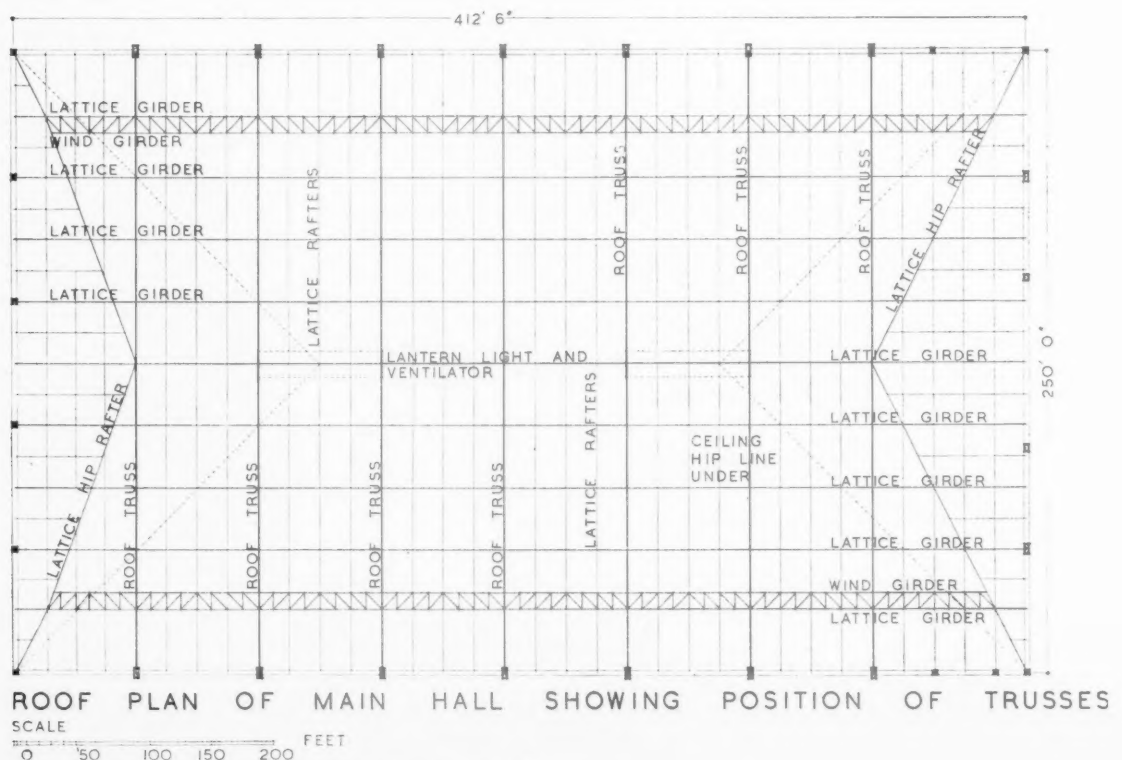 412' 6"
LATTICE GIRDER
WIND GIRDER
LATTICE GIRDER
LATTICE GIRDER
LATTICE GIRDER
LATTICE RAFTERS
ROOF TRUSS
ROOF TRUSS
ROOF TRUSS
LATTICE HIP RAFTER
250' 0"
LANTERN LIGHT AND
VENTILATOR
LATTICE GIRDER
LATTICE GIRDER
LATTICE HIP RAFTER
ROOF TRUSS
ROOF TRUSS
ROOF TRUSS
ROOF TRUSS
LATTICE RAFTERS
CEILING
HIP LINE
UNDER
LATTICE GIRDER
LATTICE GIRDER
WIND GIRDER
LATTICE GIRDER
ROOF PLAN OF MAIN HALL SHOWING POSITION OF TRUSSES
SCALE
FEET
0 50 100 150 200